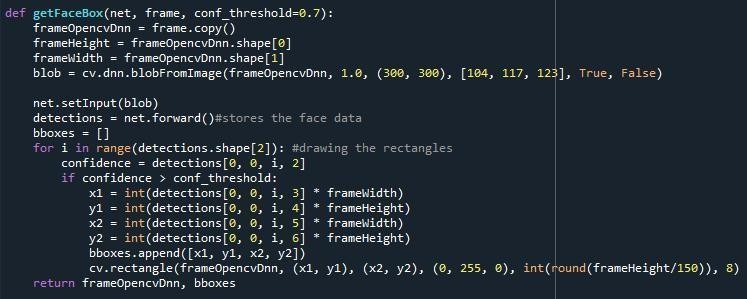 def getFaceBox(net, frame, conf_threshold=0.7):
    frameOpencvDnn = frame.copy()
    frameHeight = frameOpencvDnn.shape[0]
    frameWidth = frameOpencvDnn.shape[1]
    blob = cv.dnn.blobFromImage(frameOpencvDnn, 1.0, (300, 300), [104, 117, 123], True, False)

    net.setInput(blob)
    detections = net.forward()#stores the face data
    bboxes = []
    for i in range(detections.shape[2]): #drawing the rectangles
        confidence = detections[0, 0, i, 2]
        if confidence > conf_threshold:
            x1 = int(detections[0, 0, i, 3] * frameWidth)
            y1 = int(detections[0, 0, i, 4] * frameHeight)
            x2 = int(detections[0, 0, i, 5] * frameWidth)
            y2 = int(detections[0, 0, i, 6] * frameHeight)
            bboxes.append([x1, y1, x2, y2])
            cv.rectangle(frameOpencvDnn, (x1, y1), (x2, y2), (0, 255, 0), int(round(frameHeight/150)), 8)
    return frameOpencvDnn, bboxes